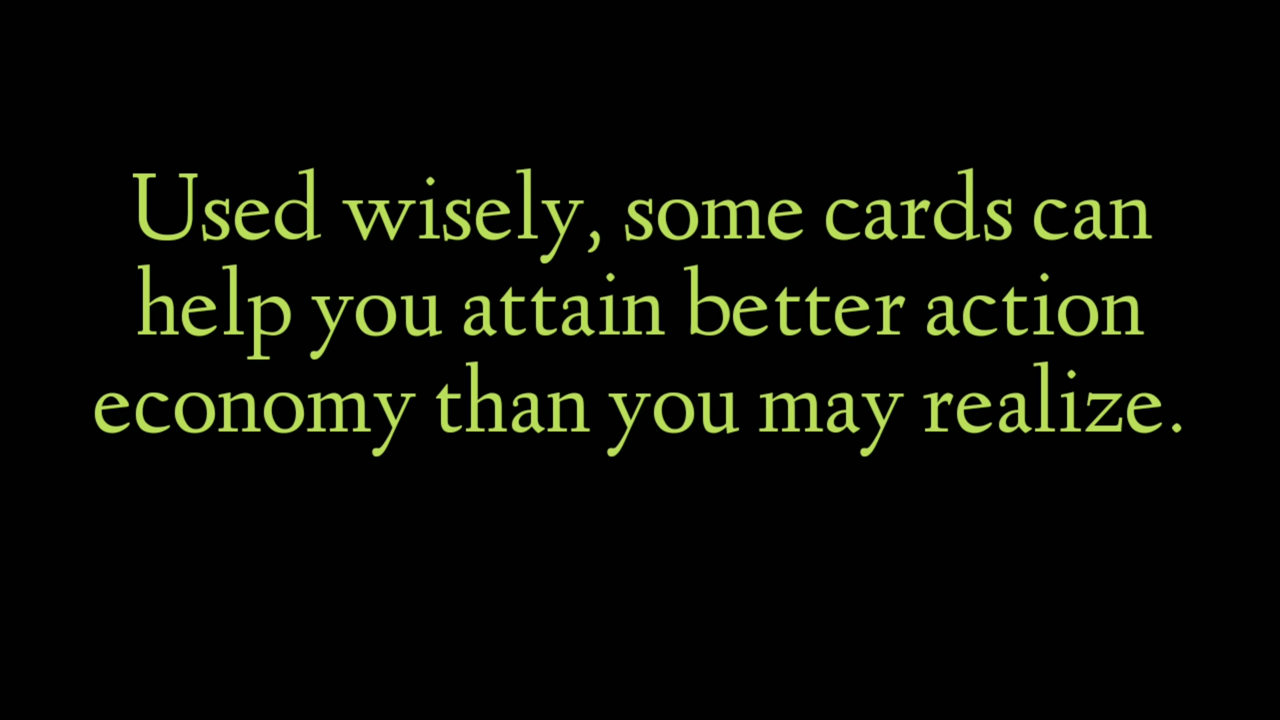 Used wisely, some cards can
help you attain better action
economy than you may realize.